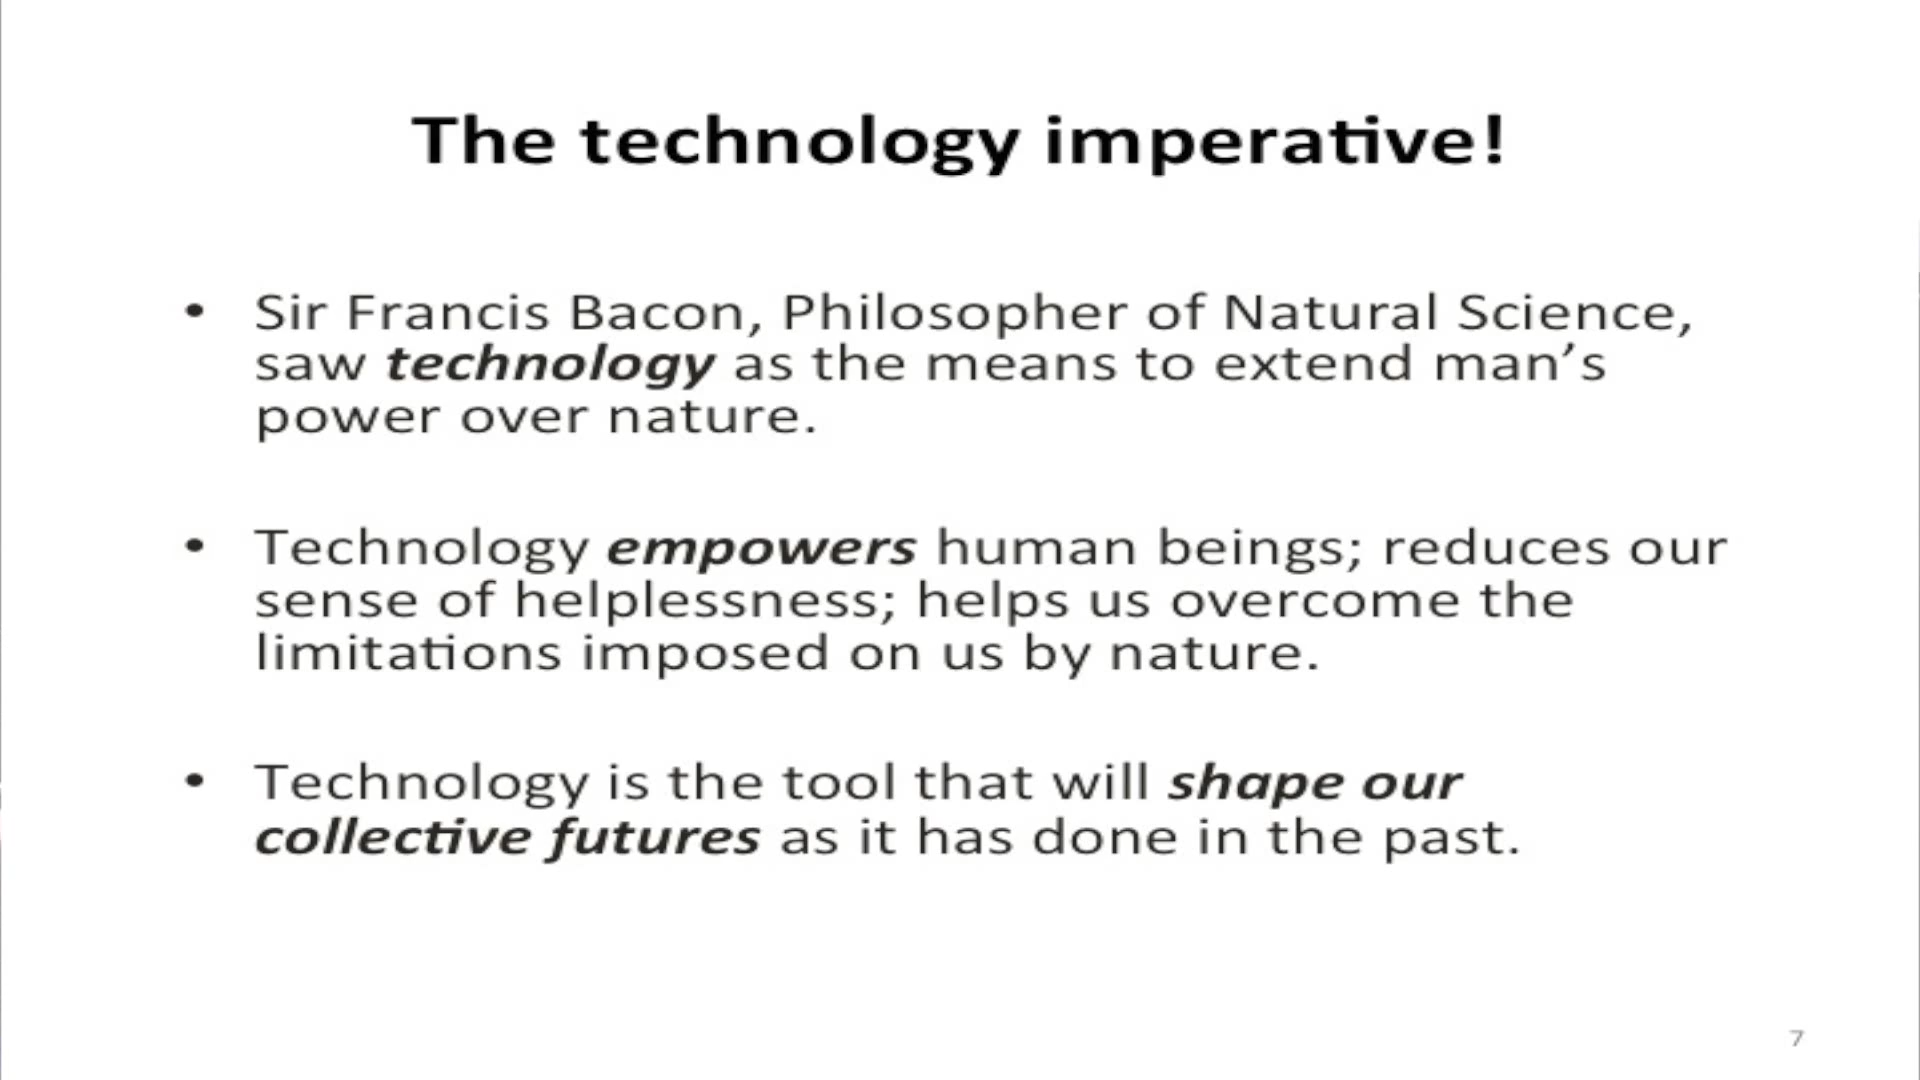 The technology imperative!
• Sir Francis Bacon, Philosopher of Natural Science,
saw technology as the means to extend man’s
power over nature.
• Technology empowers human beings; reduces our
sense of helplessness; helps us overcome the
limitations imposed on us by nature.
• Technology is the tool that will shape our
collective futures as it has done in the past.
7